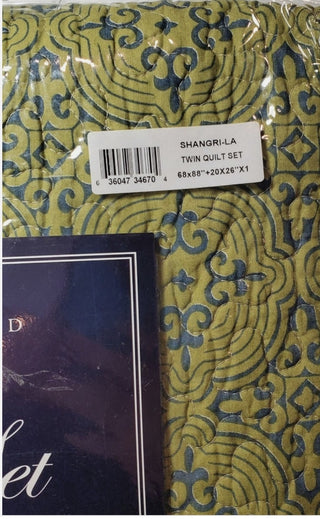 SHANGRI-LA
TWIN QUILT SET
68x88"+20X26"X1
6 36047 34670 4
D
et